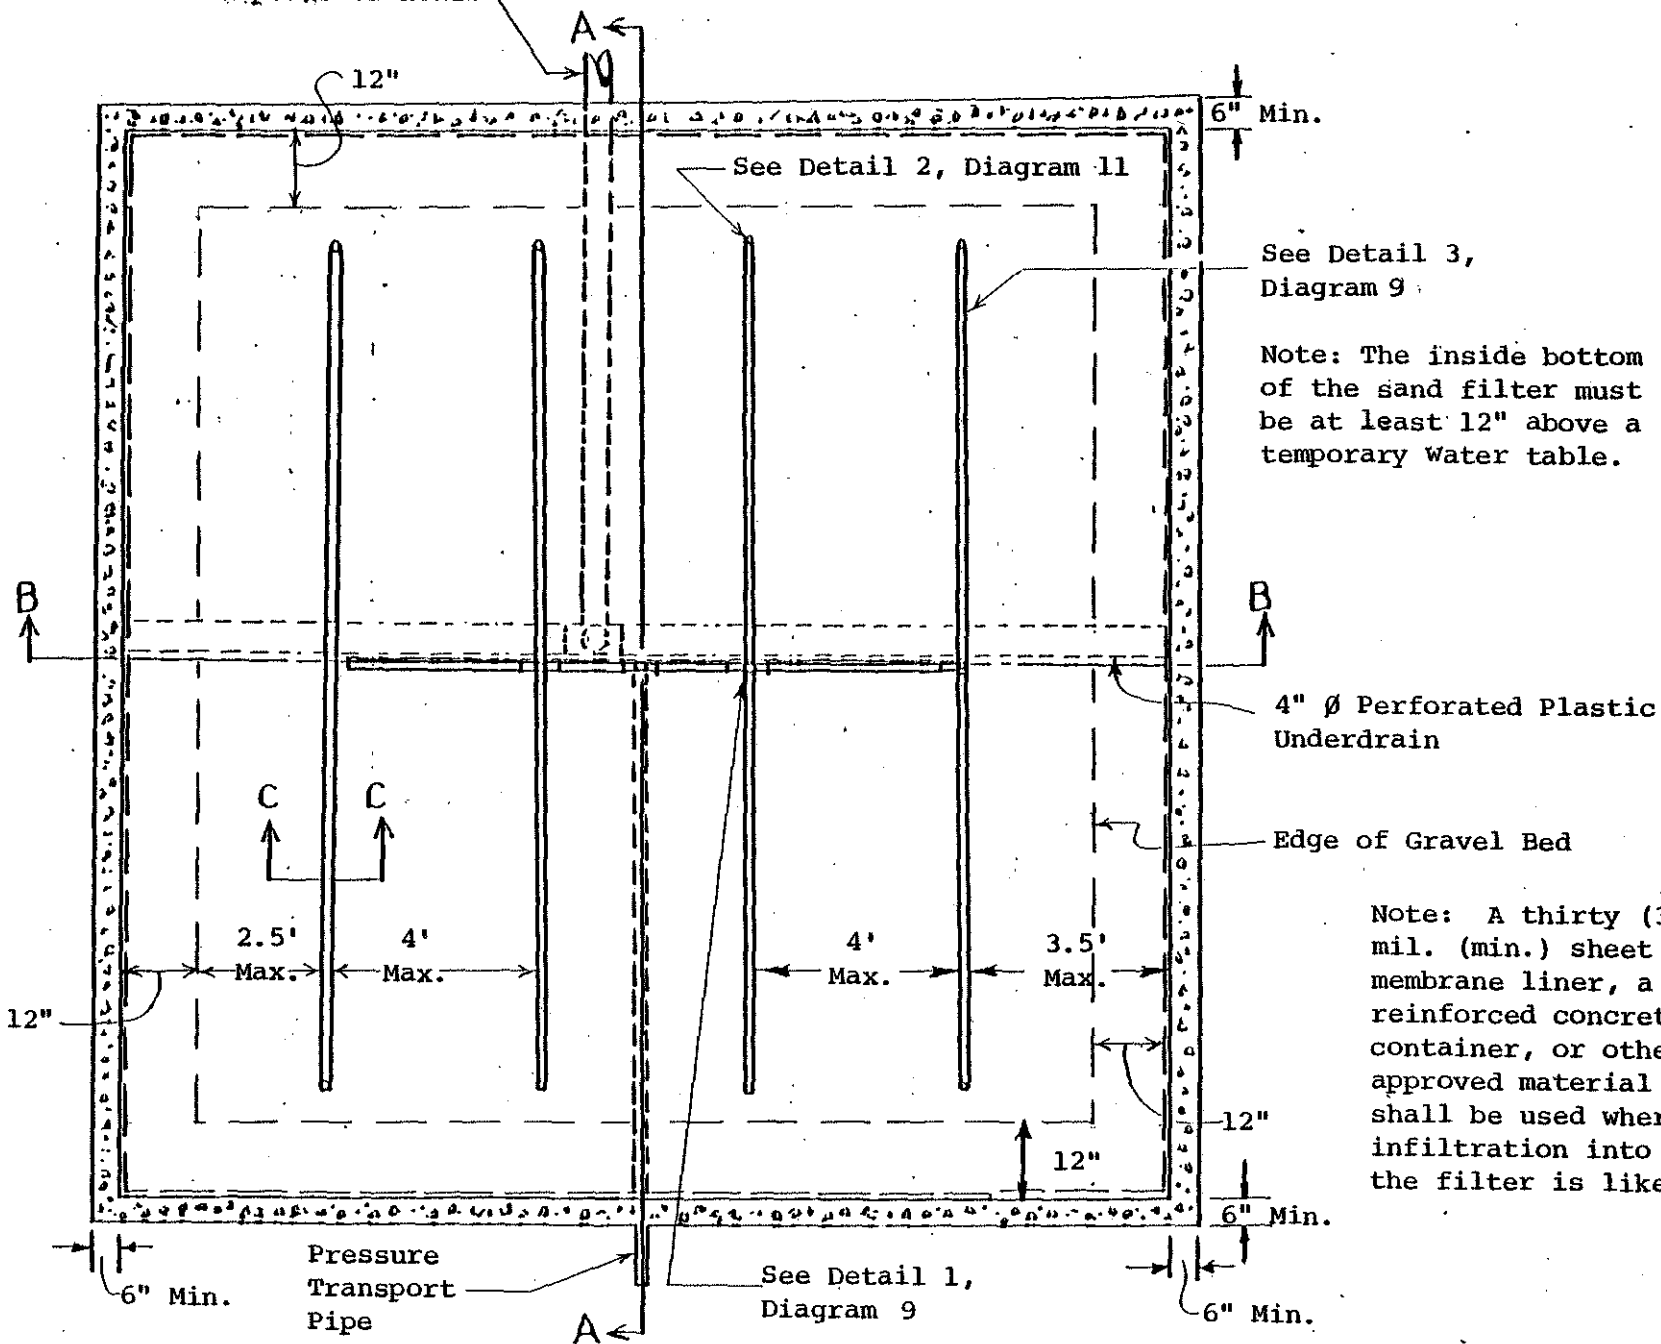 A
12"
6" Min.
See Detail 2, Diagram 11
See Detail 3,
Diagram 9
Note: The inside bottom
of the sand filter must
be at least 12" above a
temporary Water table.
B
B
4" Ø Perforated Plastic
Underdrain
C
C
Edge of Gravel Bed
2.5'
Max.
4'
Max.
4'
Max.
3.5'
Max.
12"
Note: A thirty (3
mil. (min.) sheet
membrane liner, a
reinforced concret
container, or othe
approved material
shall be used wher
infiltration into
the filter is like
12"
12"
6" Min.
6" Min.
Pressure
Transport
Pipe
See Detail 1,
Diagram 9
6" Min.
A